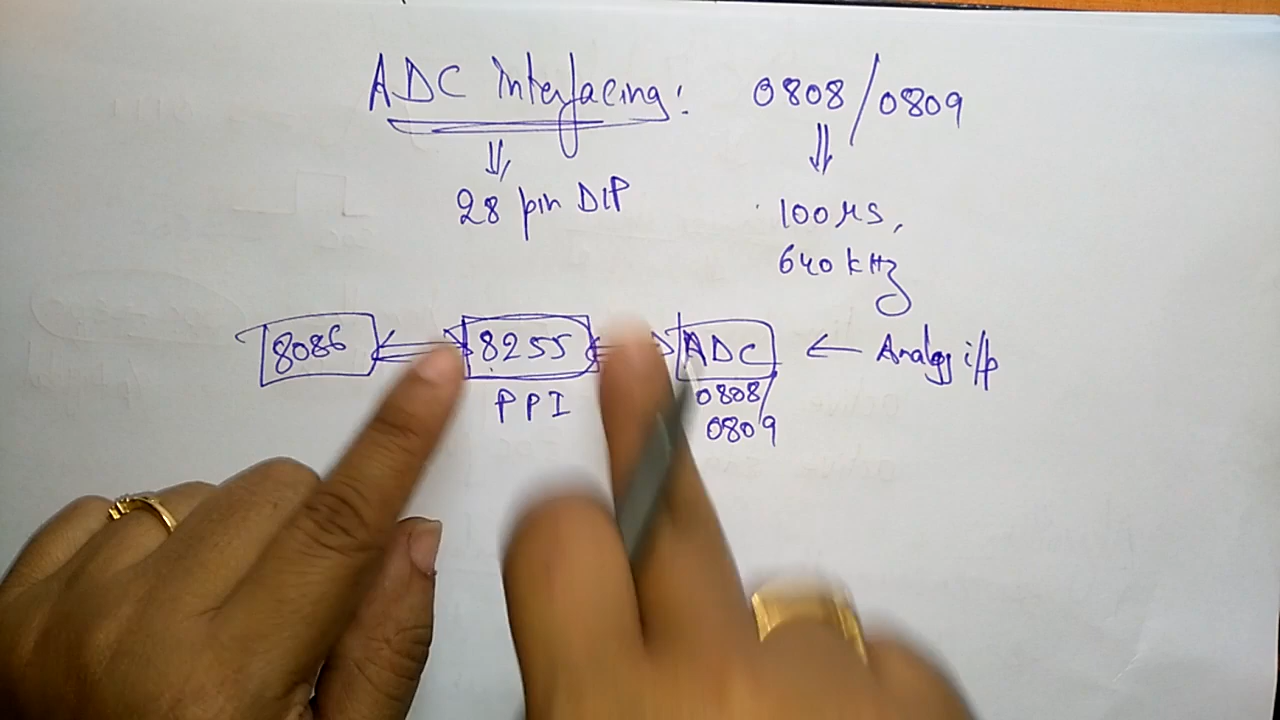 ADC Interfacing: 0808/0809
28 pin DIP
100 μs,
640 kHz
8086 8255 ADC ← Analog i/p
PPI 0808/
0809